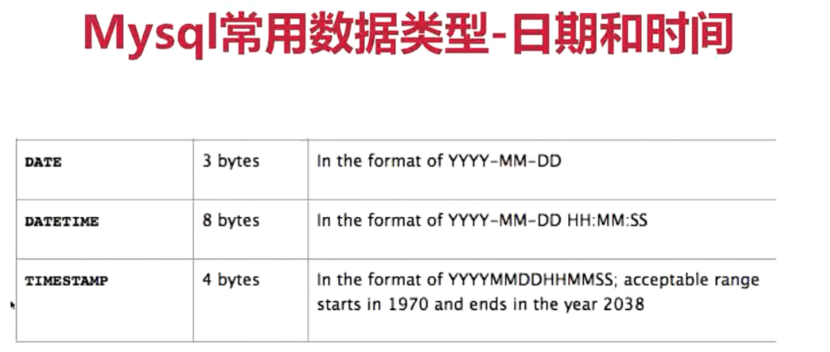 Mysql常用数据类型-日期和时间
DATE 3 bytes In the format of YYYY-MM-DD
DATETIME 8 bytes In the format of YYYY-MM-DD HH:MM:SS
TIMESTAMP 4 bytes In the format of YYYYMMDDHHMMSS; acceptable range
starts in 1970 and ends in the year 2038